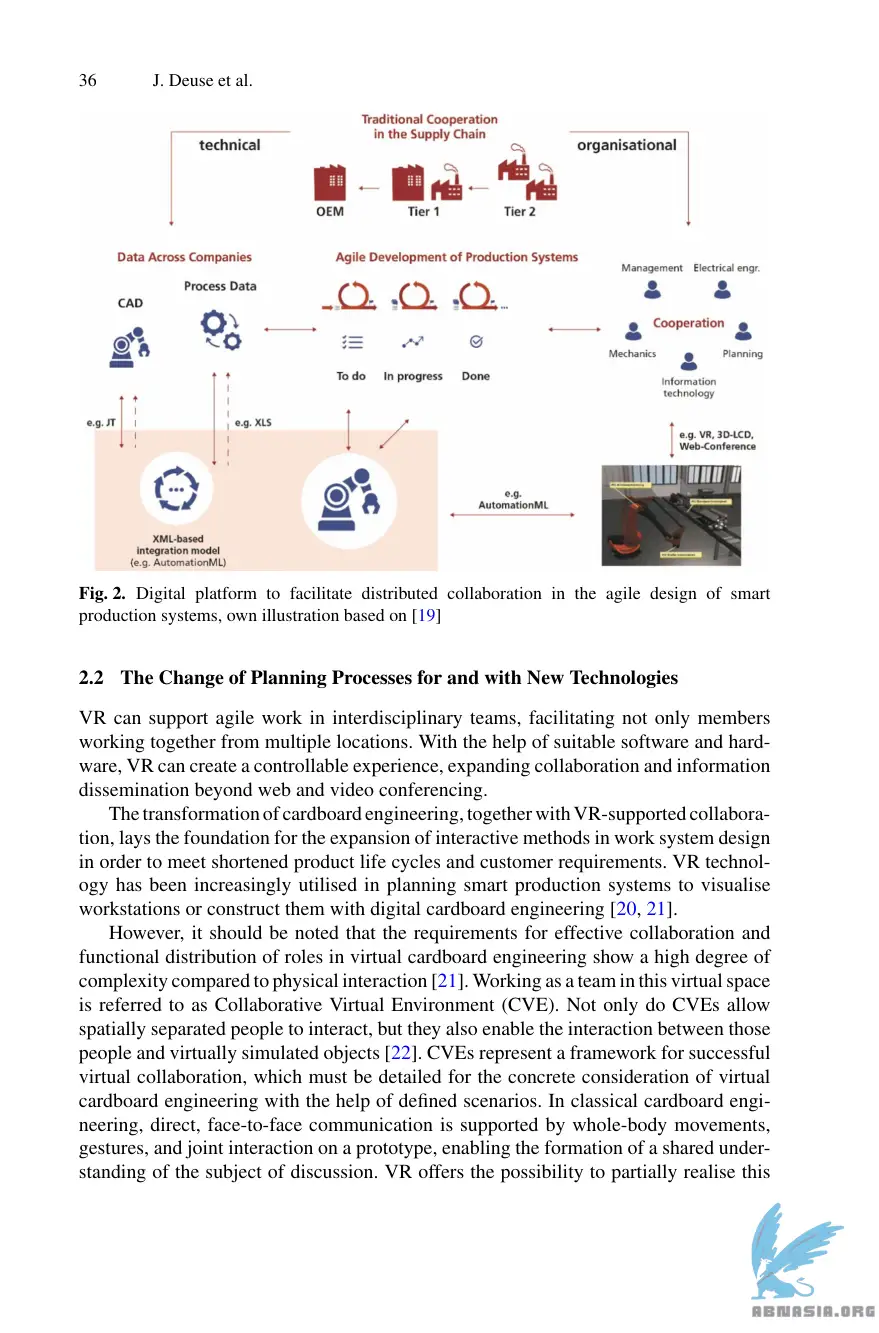 36 J. Deuse et al.
Traditional Cooperation
in the Supply Chain
technical
organisational
OEM
Tier 1
Tier 2
Data Across Companies
Agile Development of Production Systems
Management
Electrical engr.
Process Data
CAD
Cooperation
Mechanics
Planning
To do
In progress
Done
Information
technology
e.g. JT
e.g. XLS
e.g. VR, 3D-LCD,
Web-Conference
e.g.
AutomationML
XML-based
integration model
(e.g. AutomationML)
Fig. 2. Digital platform to facilitate distributed collaboration in the agile design of smart
production systems, own illustration based on [19]
2.2 The Change of Planning Processes for and with New Technologies
VR can support agile work in interdisciplinary teams, facilitating not only members
working together from multiple locations. With the help of suitable software and hard-
ware, VR can create a controllable experience, expanding collaboration and information
dissemination beyond web and video conferencing.
The transformation of cardboard engineering, together with VR-supported collabora-
tion, lays the foundation for the expansion of interactive methods in work system design
in order to meet shortened product life cycles and customer requirements. VR technol-
ogy has been increasingly utilised in planning smart production systems to visualise
workstations or construct them with digital cardboard engineering [20, 21].
However, it should be noted that the requirements for effective collaboration and
functional distribution of roles in virtual cardboard engineering show a high degree of
complexity compared to physical interaction [21]. Working as a team in this virtual space
is referred to as Collaborative Virtual Environment (CVE). Not only do CVEs allow
spatially separated people to interact, but they also enable the interaction between those
people and virtually simulated objects [22]. CVEs represent a framework for successful
virtual collaboration, which must be detailed for the concrete consideration of virtual
cardboard engineering with the help of defined scenarios. In classical cardboard engi-
neering, direct, face-to-face communication is supported by whole-body movements,
gestures, and joint interaction on a prototype, enabling the formation of a shared under-
standing of the subject of discussion. VR offers the possibility to partially realise this
ABNASIA.ORG